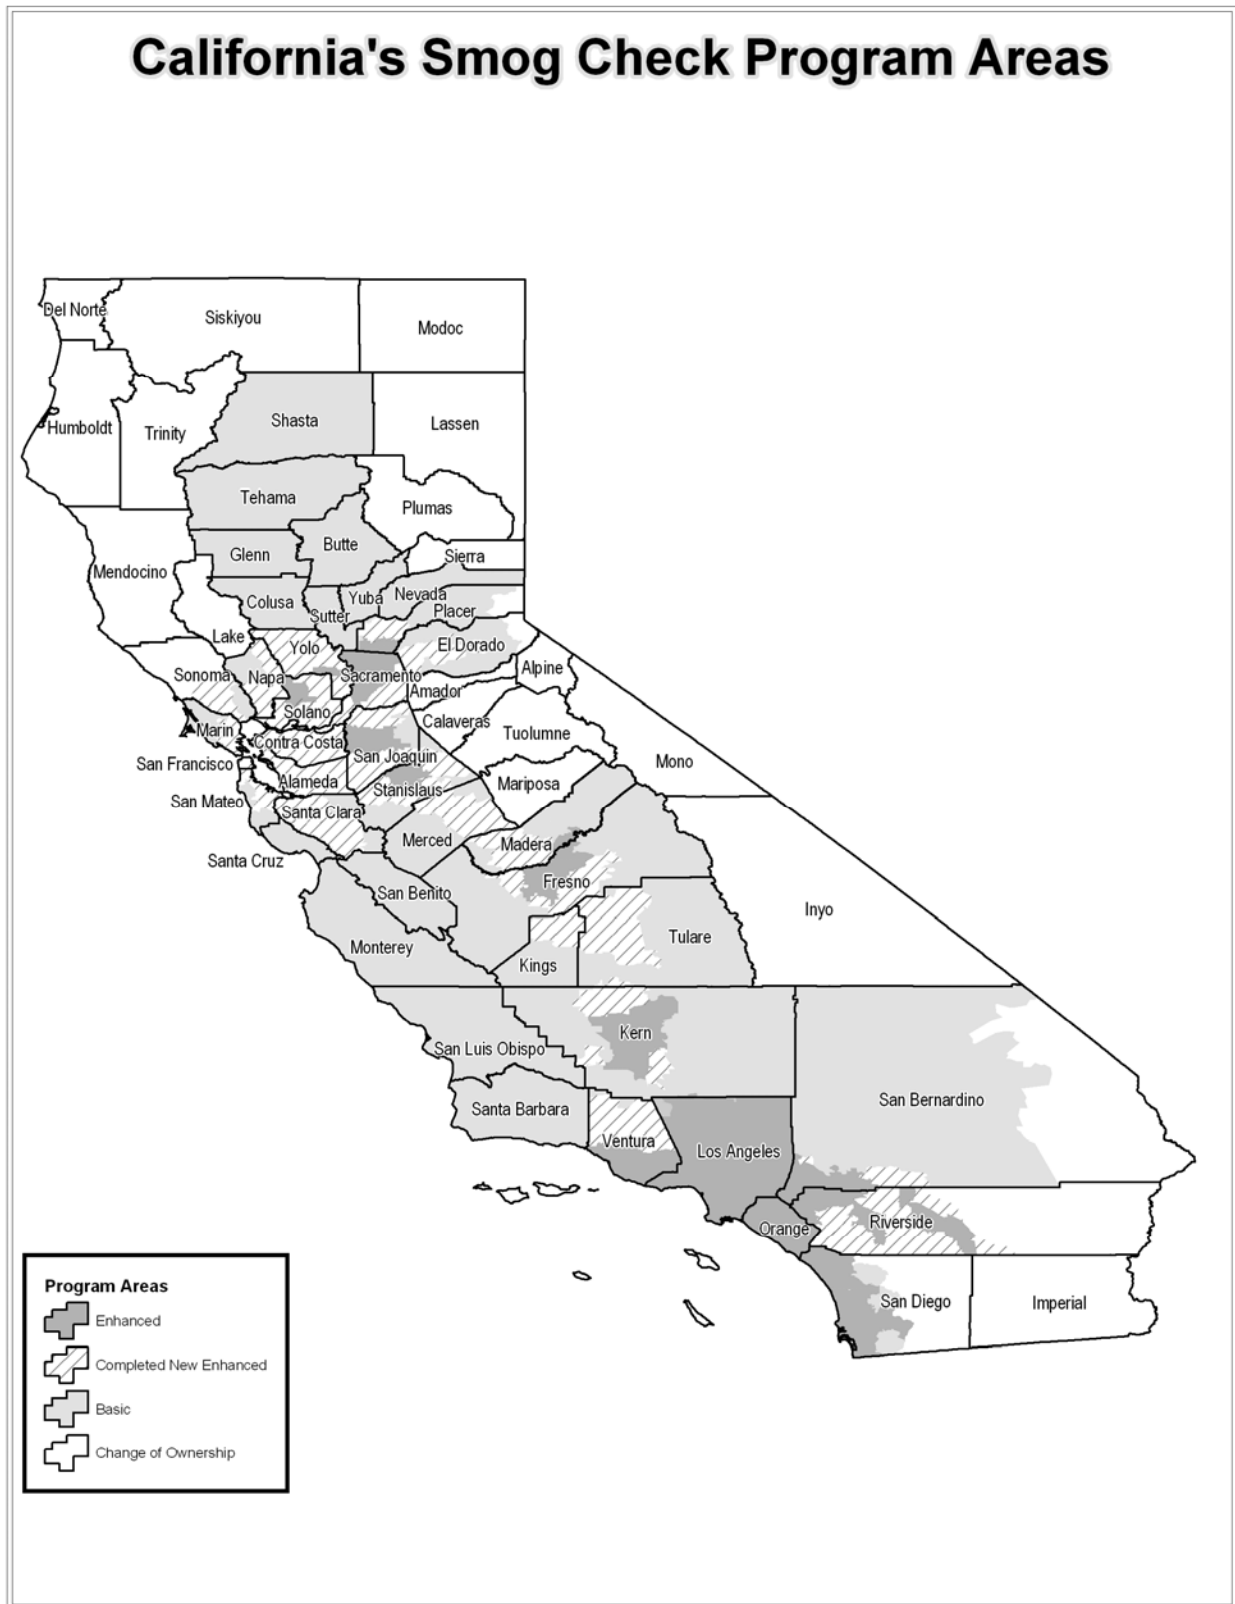 California's Smog Check Program Areas
Del Norte
Siskiyou
Modoc
Humboldt
Trinity
Shasta
Lassen
Tehama
Plumas
Butte
Glenn
Sierra
Mendocino
Colusa
Yuba
Nevada
Sutter
Placer
Lake
Yolo
El Dorado
Sonoma
Napa
Sacramento
Alpine
Amador
Solano
Calaveras
Marin
Tuolumne
Contra Costa
San Joaquin
San Francisco
Mono
Alameda
Mariposa
Stanislaus
San Mateo
Santa Clara
Merced
Madera
Santa Cruz
Fresno
San Benito
Inyo
Tulare
Monterey
Kings
Kern
San Luis Obispo
San Bernardino
Santa Barbara
Ventura
Los Angeles
Orange
Riverside
San Diego
Imperial
Program Areas
Enhanced
Completed New Enhanced
Basic
Change of Ownership